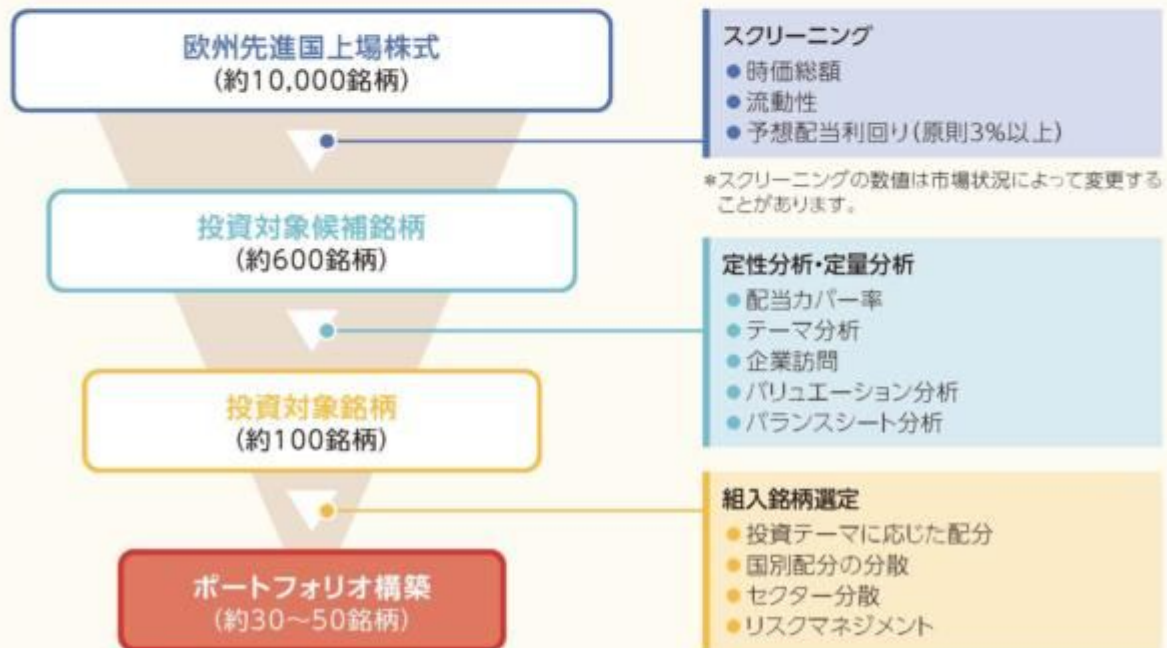 欧州先進国上場株式
(約10,000銘柄)
スクリーニング
●時価総額
●流動性
●予想配当利回り(原則3%以上)
*スクリーニングの数値は市場状況によって変更する
ことがあります。
投資対象候補銘柄
(約600銘柄)
定性分析・定量分析
●配当カバー率
●テーマ分析
●企業訪問
●バリュエーション分析
●バランスシート分析
投資対象銘柄
(約100銘柄)
組入銘柄選定
●投資テーマに応じた配分
●国別配分の分散
●セクター分散
●リスクマネジメント
ポートフォリオ構築
(約30〜50銘柄)